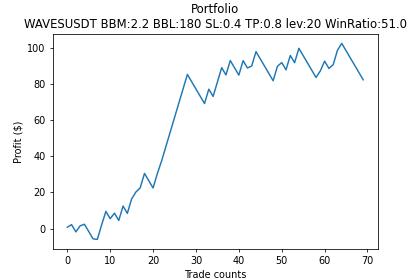 Portfolio
WAVESUSDT BBM:2.2 BBL:180 SL:0.4 TP:0.8 lev:20 WinRatio:51.0
100
80
60
40
20
0
Profit ($)
0 10 20 30 40 50 60 70
Trade counts